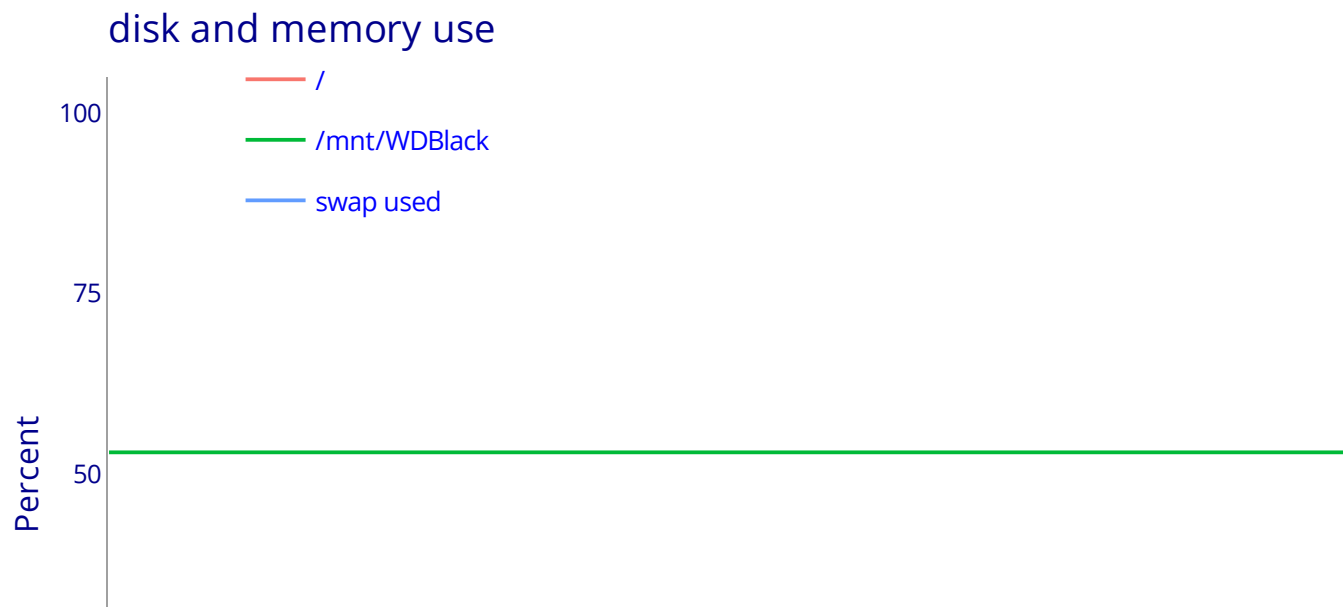 disk and memory use
/
/mnt/WDBlack
swap used
100
75
50
Percent